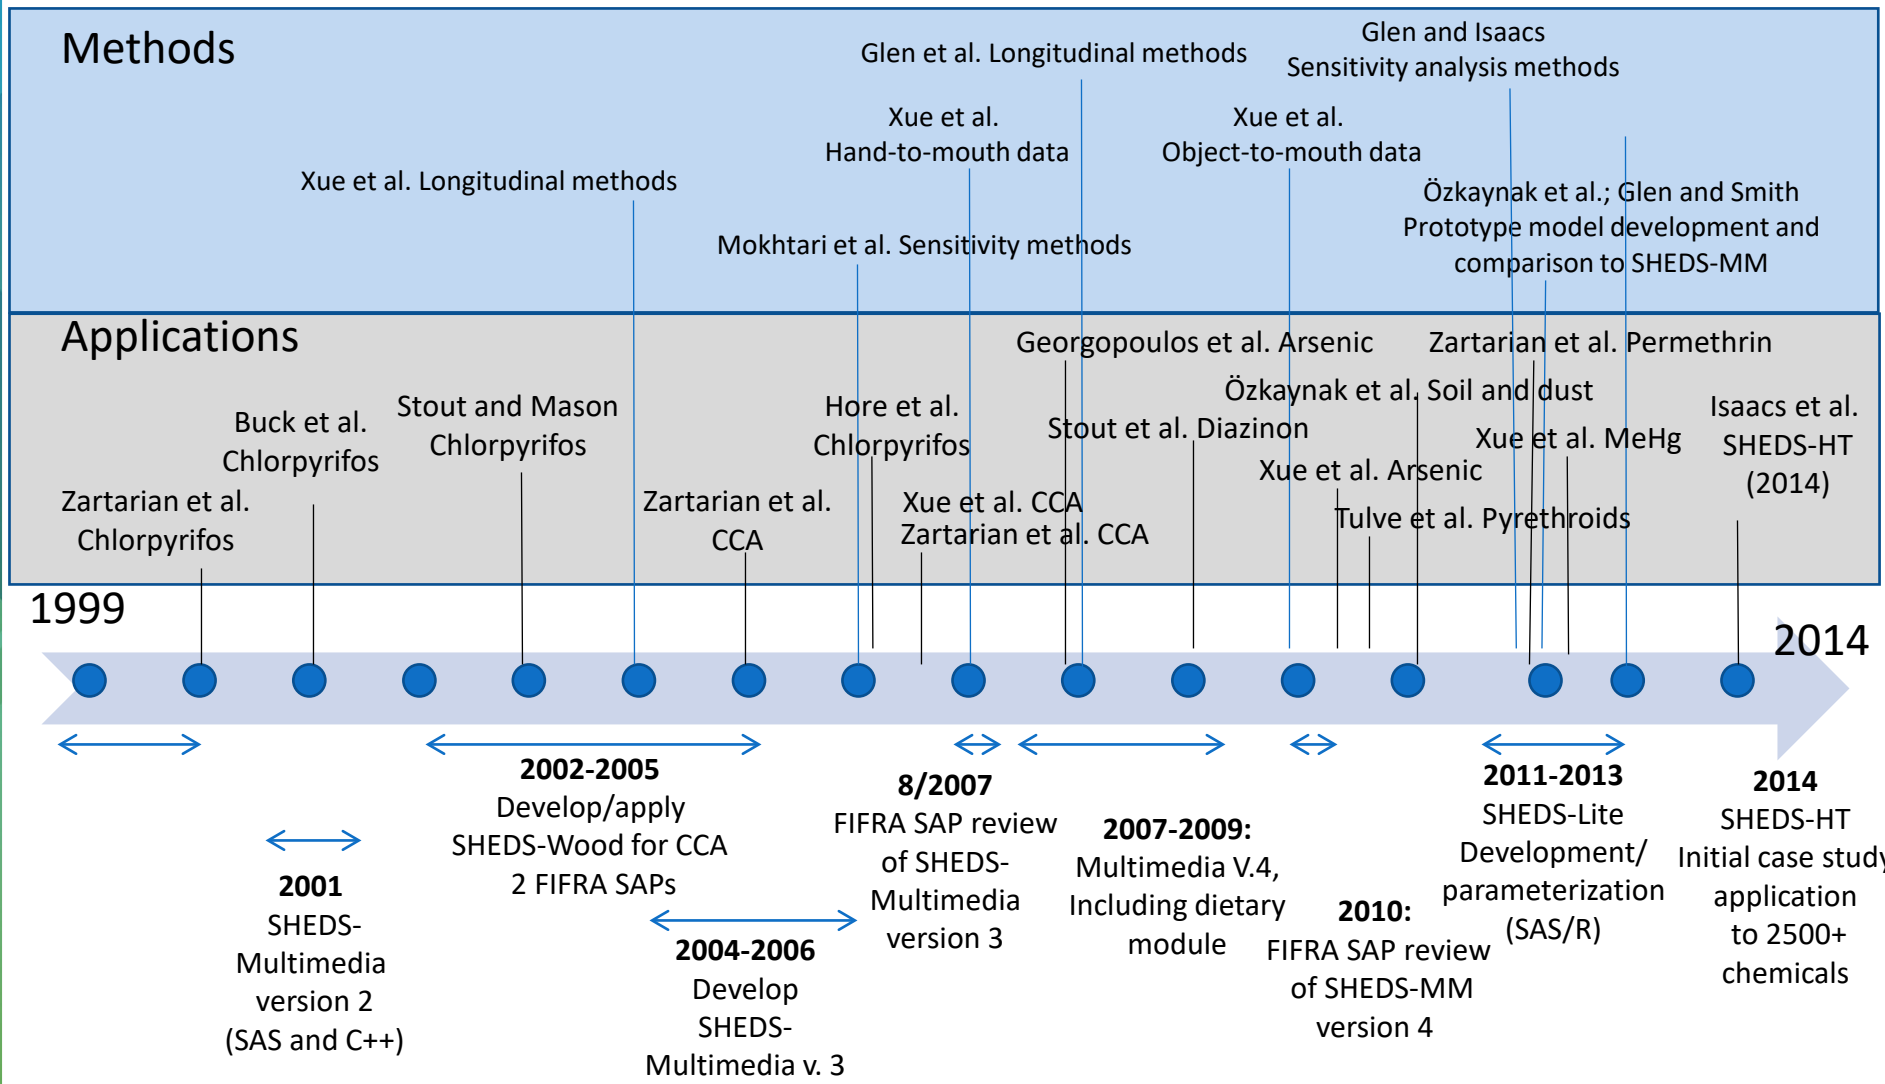 Methods
Glen et al. Longitudinal methods
Glen and Isaacs
Sensitivity analysis methods
Xue et al.
Hand-to-mouth data
Xue et al.
Object-to-mouth data
Xue et al. Longitudinal methods
Özkaynak et al.; Glen and Smith
Prototype model development and
comparison to SHEDS-MM
Mokhtari et al. Sensitivity methods
Applications
Georgopoulos et al. Arsenic
Zartarian et al. Permethrin
Özkaynak et al. Soil and dust
Stout and Mason
Chlorpyrifos
Hore et al.
Chlorpyrifos
Isaacs et al.
SHEDS-HT
(2014)
Buck et al.
Chlorpyrifos
Stout et al. Diazinon
Xue et al. MeHg
Xue et al. Arsenic
Zartarian et al.
Chlorpyrifos
Zartarian et al.
CCA
Xue et al. CCA
Zartarian et al. CCA
Tulve et al. Pyrethroids
1999
2014
2001
SHEDS-
Multimedia
version 2
(SAS and C++)
2002-2005
Develop/apply
SHEDS-Wood for CCA
2 FIFRA SAPs
2004-2006
Develop
SHEDS-
Multimedia v. 3
8/2007
FIFRA SAP review
of SHEDS-
Multimedia
version 3
2007-2009:
Multimedia V.4,
Including dietary
module
2010:
FIFRA SAP review
of SHEDS-MM
version 4
2011-2013
SHEDS-Lite
Development/
parameterization
(SAS/R)
2014
SHEDS-HT
Initial case study
application
to 2500+
chemicals